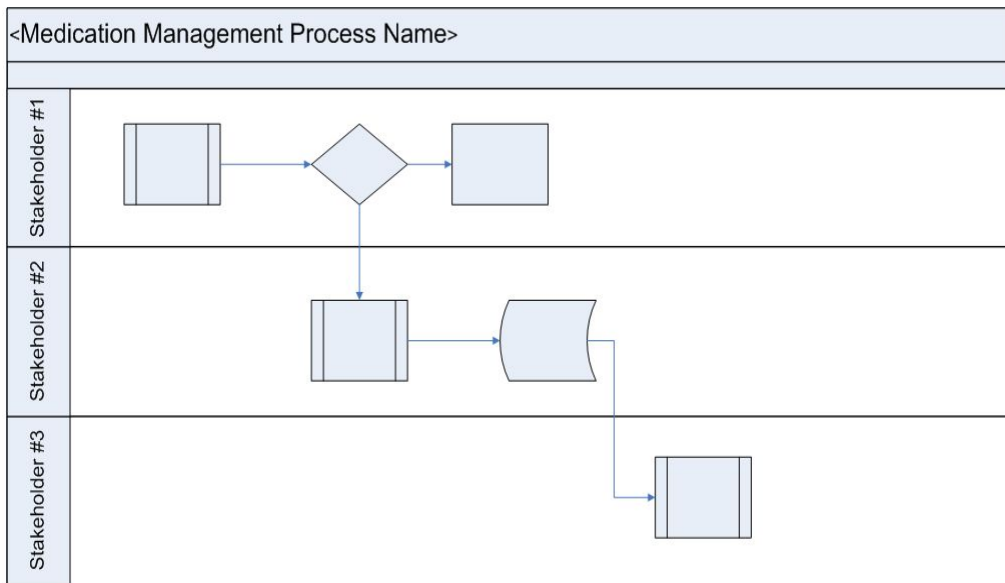 <Medication Management Process Name>
Stakeholder #1
Stakeholder #2
Stakeholder #3